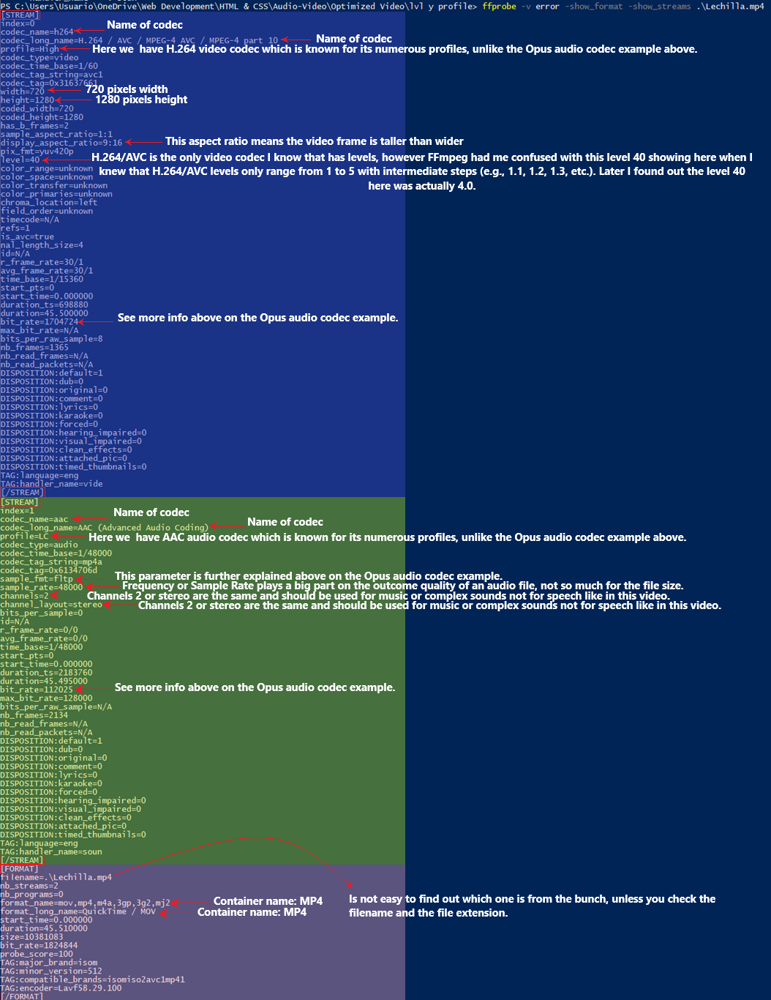 PS C:\Users\Usuario\OneDrive\Web Development\HTML & CSS\Audio-Video\Optimized Video\lvl y profile> ffprobe -v error -show_format -show_streams .\Lechilla.mp4
[STREAM]
index=0
codec_name=h264 Name of codec
codec_long_name=H.264 / AVC / MPEG-4 AVC / MPEG-4 part 10 Name of codec
profile=High Here we have H.264 video codec which is known for its numerous profiles, unlike the Opus audio codec example above.
codec_type=video
codec_time_base=1/60
codec_tag_string=avc1
codec_tag=0x31637661
width=720 720 pixels width
height=1280 1280 pixels height
coded_width=720
coded_height=1280
has_b_frames=2
sample_aspect_ratio=1:1
display_aspect_ratio=9:16 This aspect ratio means the video frame is taller than wider
pix_fmt=yuv420p
level=40 H.264/AVC is the only video codec I know that has levels, however FFmpeg had me confused with this level 40 showing here when I
knew that H.264/AVC levels only range from 1 to 5 with intermediate steps (e.g., 1.1, 1.2, 1.3, etc.). Later I found out the level 40
here was actually 4.0.
color_range=unknown
color_space=unknown
color_transfer=unknown
color_primaries=unknown
chroma_location=left
field_order=unknown
timecode=N/A
refs=1
is_avc=true
nal_length_size=4
id=N/A
r_frame_rate=30/1
avg_frame_rate=30/1
time_base=1/15360
start_pts=0
start_time=0.000000
duration_ts=698880
duration=45.500000
bit_rate=1704724 See more info above on the Opus audio codec example.
max_bit_rate=N/A
bits_per_raw_sample=8
nb_frames=1365
nb_read_frames=N/A
nb_read_packets=N/A
DISPOSITION:default=1
DISPOSITION:dub=0
DISPOSITION:original=0
DISPOSITION:comment=0
DISPOSITION:lyrics=0
DISPOSITION:karaoke=0
DISPOSITION:forced=0
DISPOSITION:hearing_impaired=0
DISPOSITION:visual_impaired=0
DISPOSITION:clean_effects=0
DISPOSITION:attached_pic=0
DISPOSITION:timed_thumbnails=0
TAG:language=eng
TAG:handler_name=vide
[/STREAM]
[STREAM]
index=1
codec_name=aac Name of codec
codec_long_name=AAC (Advanced Audio Coding) Name of codec
profile=LC Here we have AAC audio codec which is known for its numerous profiles, unlike the Opus audio codec example above.
codec_type=audio
codec_time_base=1/48000
codec_tag_string=mp4a
codec_tag=0x6134706d
sample_fmt=fltp This parameter is further explained above on the Opus audio codec example.
sample_rate=48000 Frequency or Sample Rate plays a big part on the outcome quality of an audio file, not so much for the file size.
channels=2 Channels 2 or stereo are the same and should be used for music or complex sounds not for speech like in this video.
channel_layout=stereo Channels 2 or stereo are the same and should be used for music or complex sounds not for speech like in this video.
bits_per_sample=0
id=N/A
r_frame_rate=0/0
avg_frame_rate=0/0
time_base=1/48000
start_pts=0
start_time=0.000000
duration_ts=2183760
duration=45.495000
bit_rate=112025 See more info above on the Opus audio codec example.
max_bit_rate=128000
bits_per_raw_sample=N/A
nb_frames=2134
nb_read_frames=N/A
nb_read_packets=N/A
DISPOSITION:default=1
DISPOSITION:dub=0
DISPOSITION:original=0
DISPOSITION:comment=0
DISPOSITION:lyrics=0
DISPOSITION:karaoke=0
DISPOSITION:forced=0
DISPOSITION:hearing_impaired=0
DISPOSITION:visual_impaired=0
DISPOSITION:clean_effects=0
DISPOSITION:attached_pic=0
DISPOSITION:timed_thumbnails=0
TAG:language=eng
TAG:handler_name=soun
[/STREAM]
[FORMAT]
filename=.\Lechilla.mp4
nb_streams=2
nb_programs=0
format_name=mov,mp4,m4a,3gp,3g2,mj2 Container name: MP4
format_long_name=QuickTime / MOV Container name: MP4
Is not easy to find out which one is from the bunch, unless you check the
filename and the file extension.
start_time=0.000000
duration=45.510000
size=10381083
bit_rate=1824844
probe_score=100
TAG:major_brand=isom
TAG:minor_version=512
TAG:compatible_brands=isomiso2avc1mp41
TAG:encoder=Lavf58.29.100
[/FORMAT]